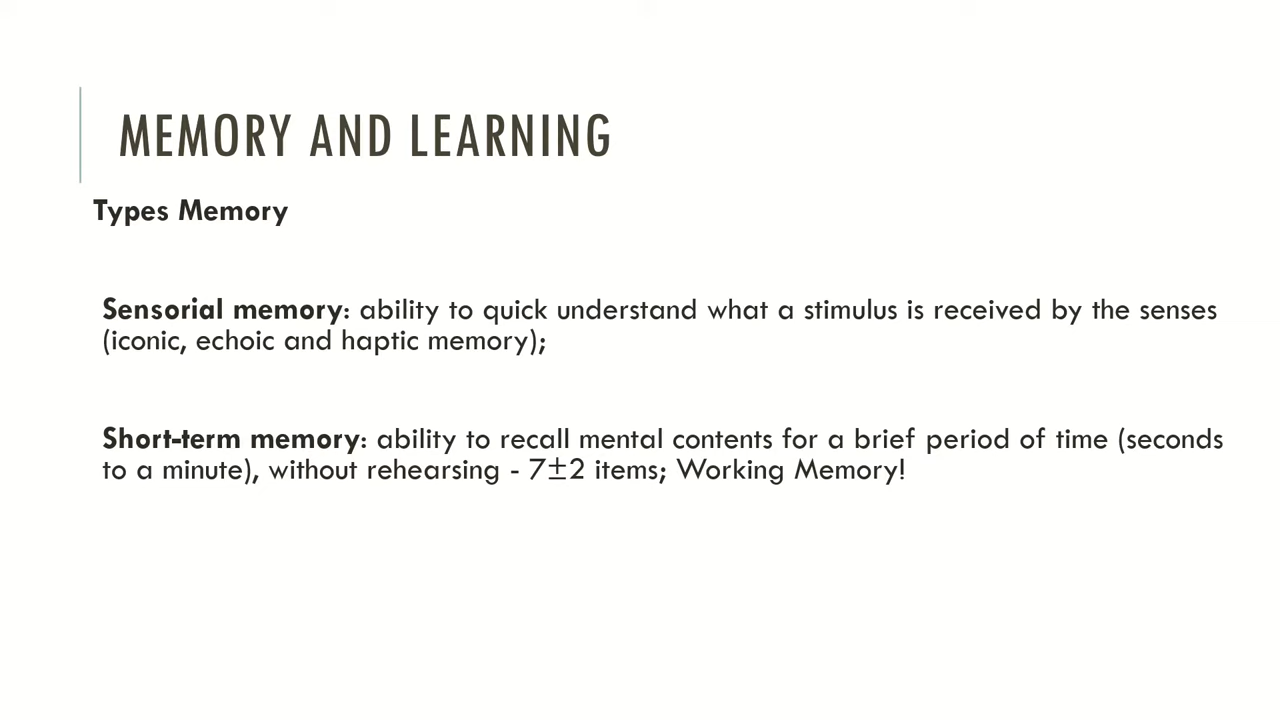 MEMORY AND LEARNING
Types Memory
Sensorial memory: ability to quick understand what a stimulus is received by the senses
(iconic, echoic and haptic memory);
Short-term memory: ability to recall mental contents for a brief period of time (seconds
to a minute), without rehearsing - 7±2 items; Working Memory!